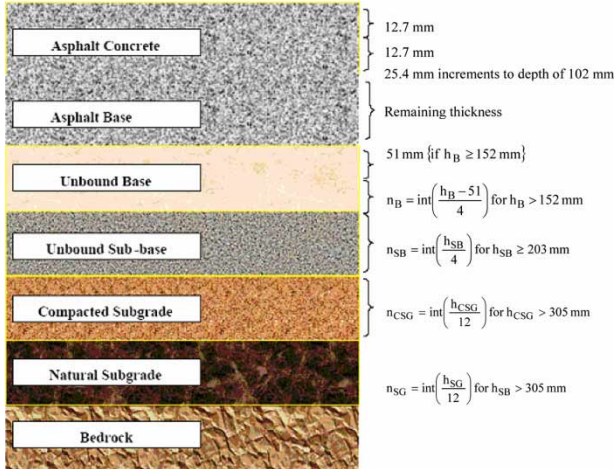 Asphalt Concrete
12.7 mm
12.7 mm
25.4 mm increments to depth of 102 mm
Asphalt Base
Remaining thickness
51 mm {if h_B ≥ 152 mm}
Unbound Base
n_B = int((h_B − 51)/4) for h_B > 152 mm
Unbound Sub-base
n_SB = int(h_SB/4) for h_SB ≥ 203 mm
Compacted Subgrade
n_CSG = int(h_CSG/12) for h_CSG > 305 mm
Natural Subgrade
n_SG = int(h_SG/12) for h_SB > 305 mm
Bedrock